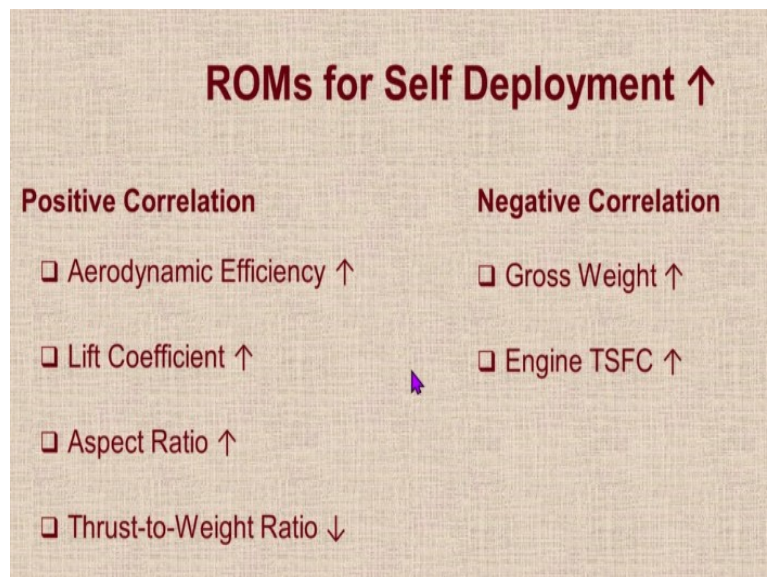 ROMs for Self Deployment ↑
Positive Correlation
❑ Aerodynamic Efficiency ↑
❑ Lift Coefficient ↑
❑ Aspect Ratio ↑
❑ Thrust-to-Weight Ratio ↓
Negative Correlation
❑ Gross Weight ↑
❑ Engine TSFC ↑